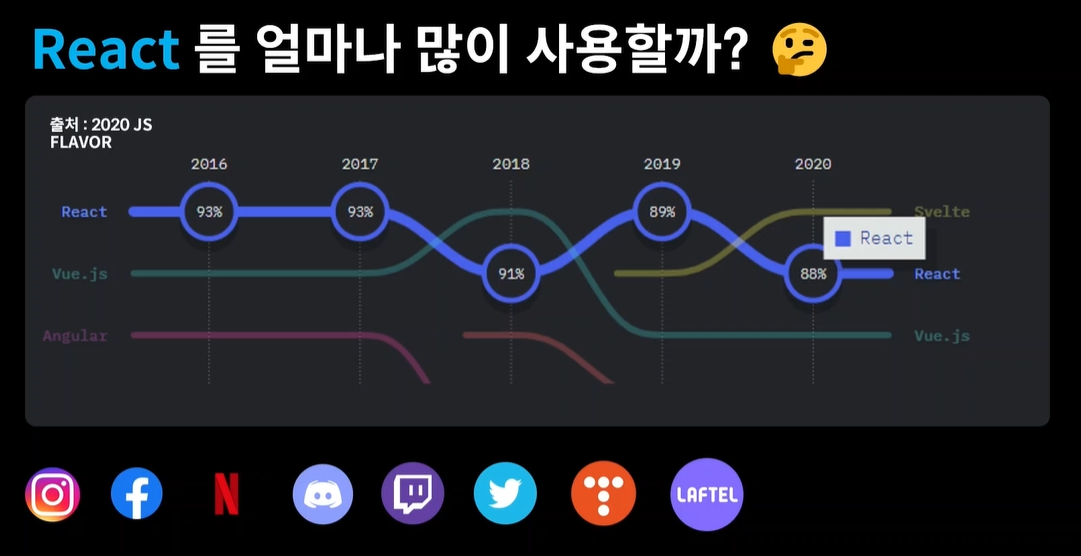 React 를 얼마나 많이 사용할까? 🤔
출처 : 2020 JS
FLAVOR
2016 2017 2018 2019 2020
React 93% 93% 89% Svelte
React
Vue.js 91% 88% React
Angular Vue.js
LAFTEL